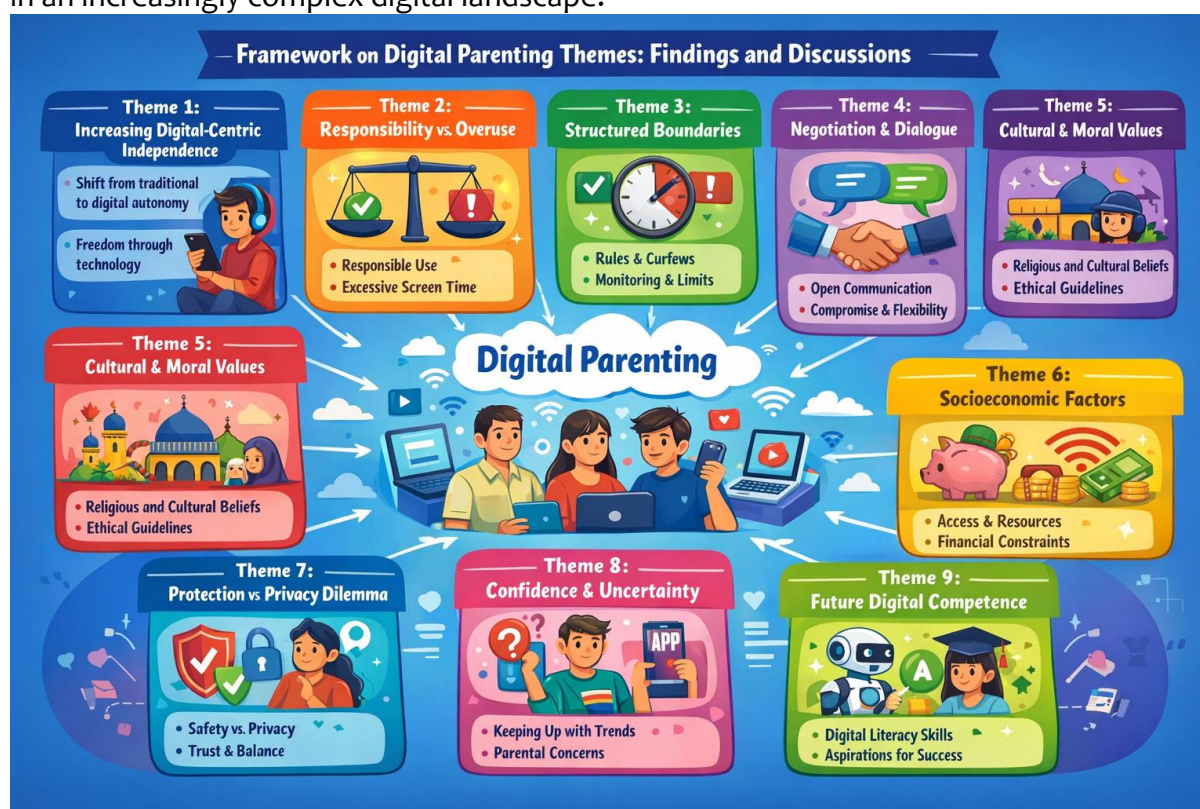 in an increasingly complex digital landscape.
Framework on Digital Parenting Themes: Findings and Discussions
Theme 1:
Increasing Digital-Centric
Independence
• Shift from traditional
to digital autonomy
• Freedom through
technology
Theme 2:
Responsibility vs. Overuse
• Responsible Use
• Excessive Screen Time
Theme 3:
Structured Boundaries
• Rules & Curfews
• Monitoring & Limits
Theme 4:
Negotiation & Dialogue
• Open Communication
• Compromise & Flexibility
Theme 5:
Cultural & Moral Values
• Religious and Cultural Beliefs
• Ethical Guidelines
Digital Parenting
Theme 5:
Cultural & Moral Values
• Religious and Cultural Beliefs
• Ethical Guidelines
Theme 6:
Socioeconomic Factors
• Access & Resources
• Financial Constraints
Theme 7:
Protection vs Privacy Dilemma
• Safety vs. Privacy
• Trust & Balance
Theme 8:
Confidence & Uncertainty
APP
• Keeping Up with Trends
• Parental Concerns
Theme 9:
Future Digital Competence
A
• Digital Literacy Skills
• Aspirations for Success